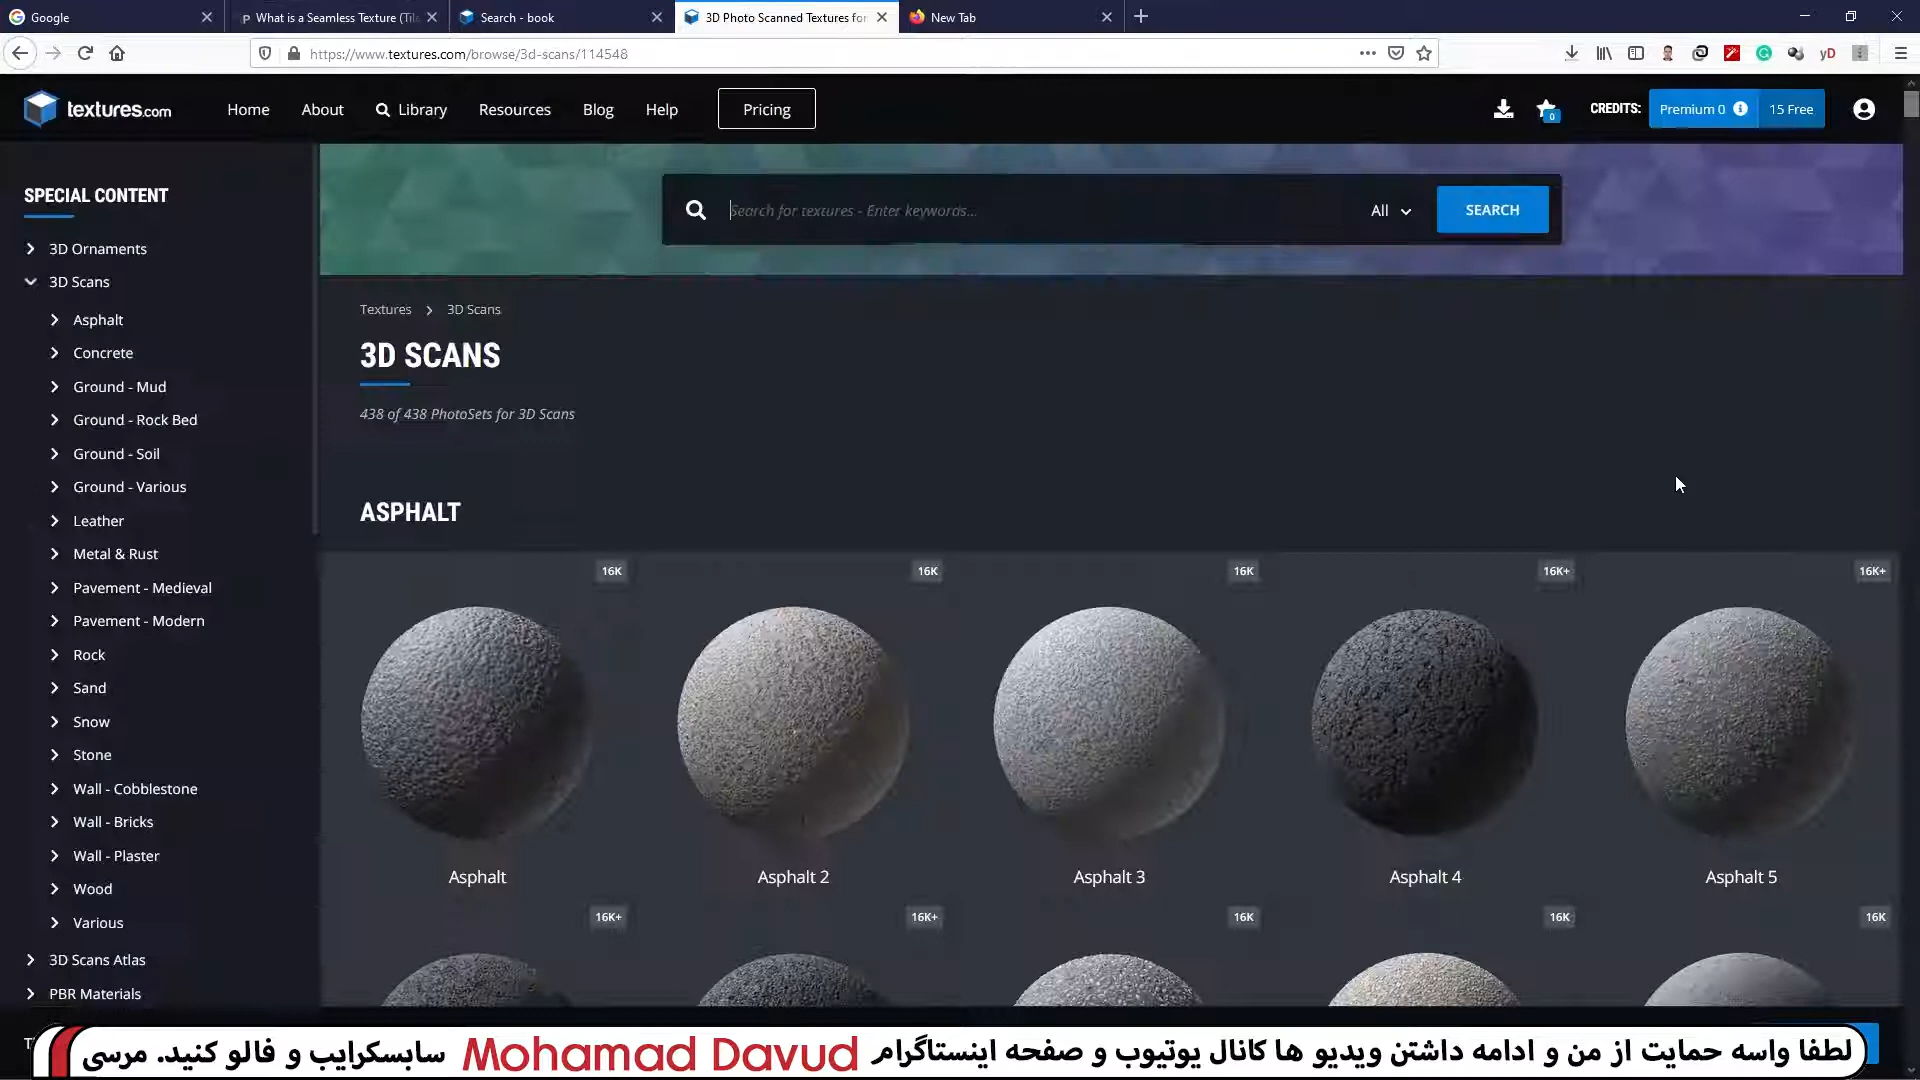 Google
What is a Seamless Texture (Tila
Search - book
3D Photo Scanned Textures for
New Tab
https://www.textures.com/browse/3d-scans/114548
textures.com
Home
About
Library
Resources
Blog
Help
Pricing
0
CREDITS:
Premium 0
15 Free
SPECIAL CONTENT
3D Ornaments
3D Scans
Asphalt
Concrete
Ground - Mud
Ground - Rock Bed
Ground - Soil
Ground - Various
Leather
Metal & Rust
Pavement - Medieval
Pavement - Modern
Rock
Sand
Snow
Stone
Wall - Cobblestone
Wall - Bricks
Wall - Plaster
Wood
Various
3D Scans Atlas
PBR Materials
Search for textures - Enter keywords...
All
SEARCH
Textures > 3D Scans
3D SCANS
438 of 438 PhotoSets for 3D Scans
ASPHALT
16K
16K
16K
16K+
16K+
Asphalt
Asphalt 2
Asphalt 3
Asphalt 4
Asphalt 5
16K+
16K+
16K
16K
16K
لطفا واسه حمایت از من و ادامه داشتن ویدیو ها کانال یوتیوب و صفحه اینستاگرام Mohamad Davud سابسکرایب و فالو کنید. مرسی